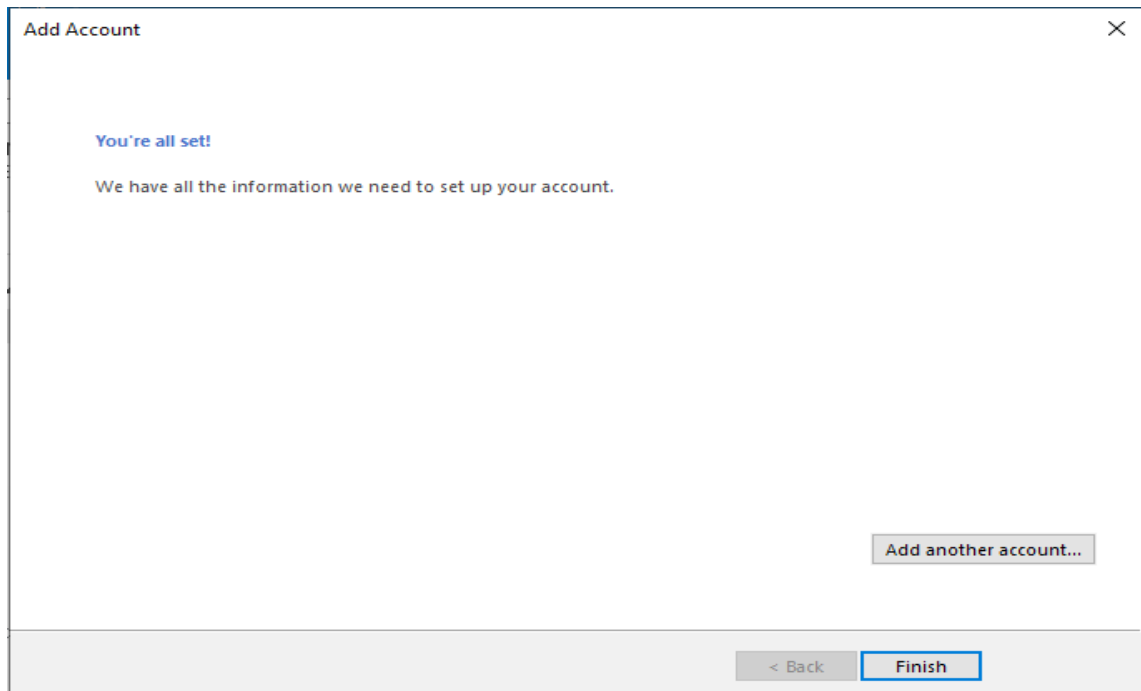 Add Account
You're all set!
We have all the information we need to set up your account.
Add another account...
< Back
Finish